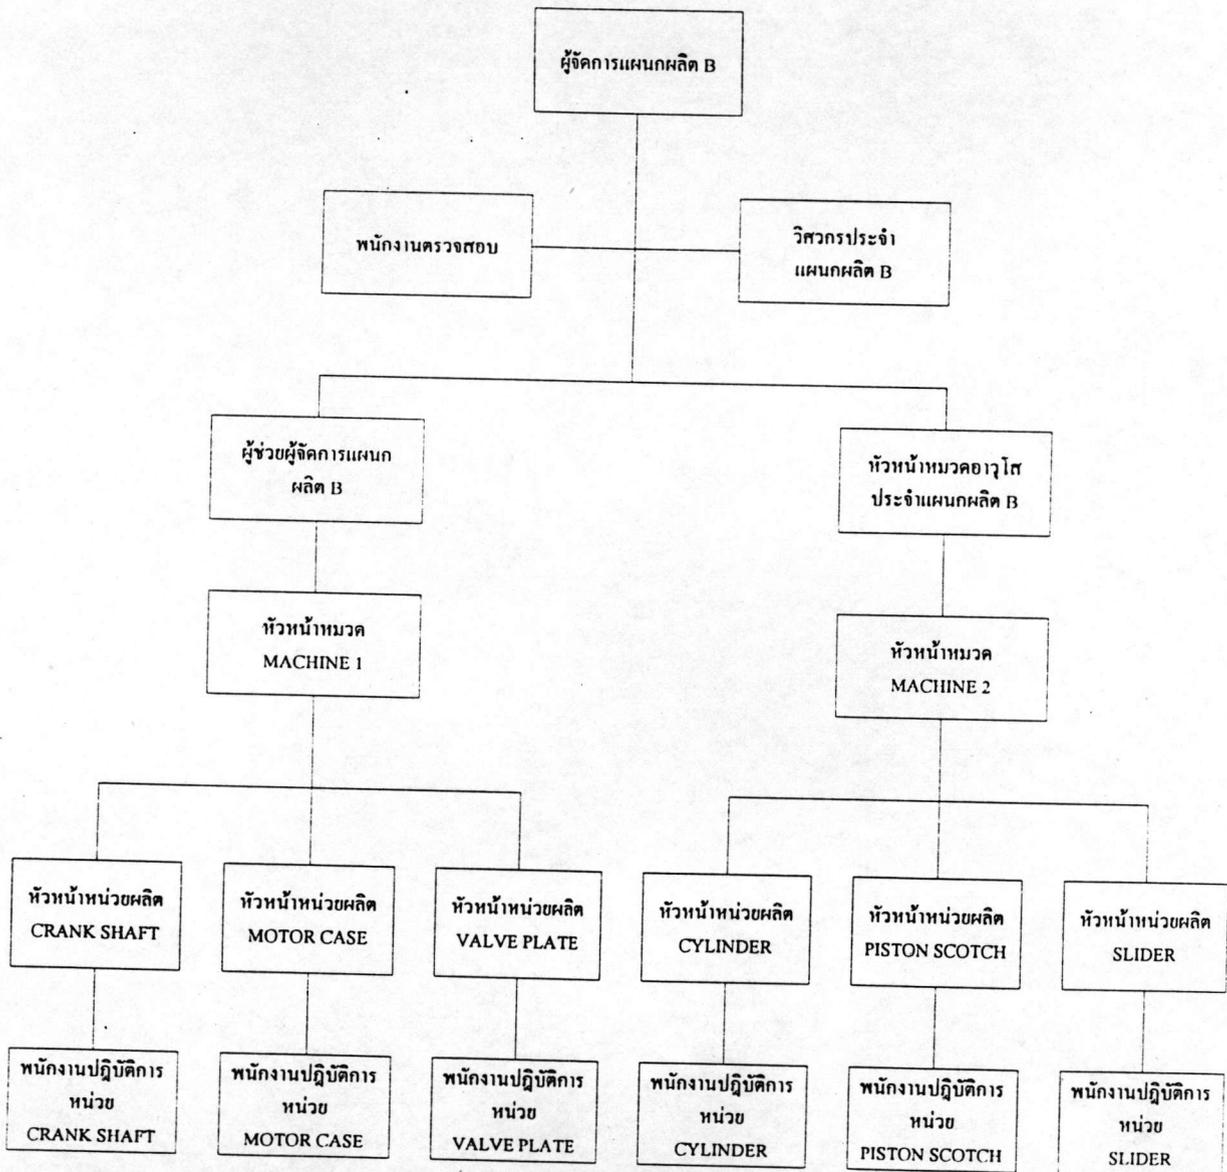 ผู้จัดการแผนกผลิต B
พนักงานตรวจสอบ
วิศวกรประจำ
แผนกผลิต B
ผู้ช่วยผู้จัดการแผนก
ผลิต B
หัวหน้าหมวดอาวุโส
ประจำแผนกผลิต B
หัวหน้าหมวด
MACHINE 1
หัวหน้าหมวด
MACHINE 2
หัวหน้าหน่วยผลิต
CRANK SHAFT
หัวหน้าหน่วยผลิต
MOTOR CASE
หัวหน้าหน่วยผลิต
VALVE PLATE
หัวหน้าหน่วยผลิต
CYLINDER
หัวหน้าหน่วยผลิต
PISTON SCOTCH
หัวหน้าหน่วยผลิต
SLIDER
พนักงานปฎิบัติการ
หน่วย
CRANK SHAFT
พนักงานปฎิบัติการ
หน่วย
MOTOR CASE
พนักงานปฎิบัติการ
หน่วย
VALVE PLATE
พนักงานปฎิบัติการ
หน่วย
CYLINDER
พนักงานปฎิบัติการ
หน่วย
PISTON SCOTCH
พนักงานปฎิบัติการ
หน่วย
SLIDER